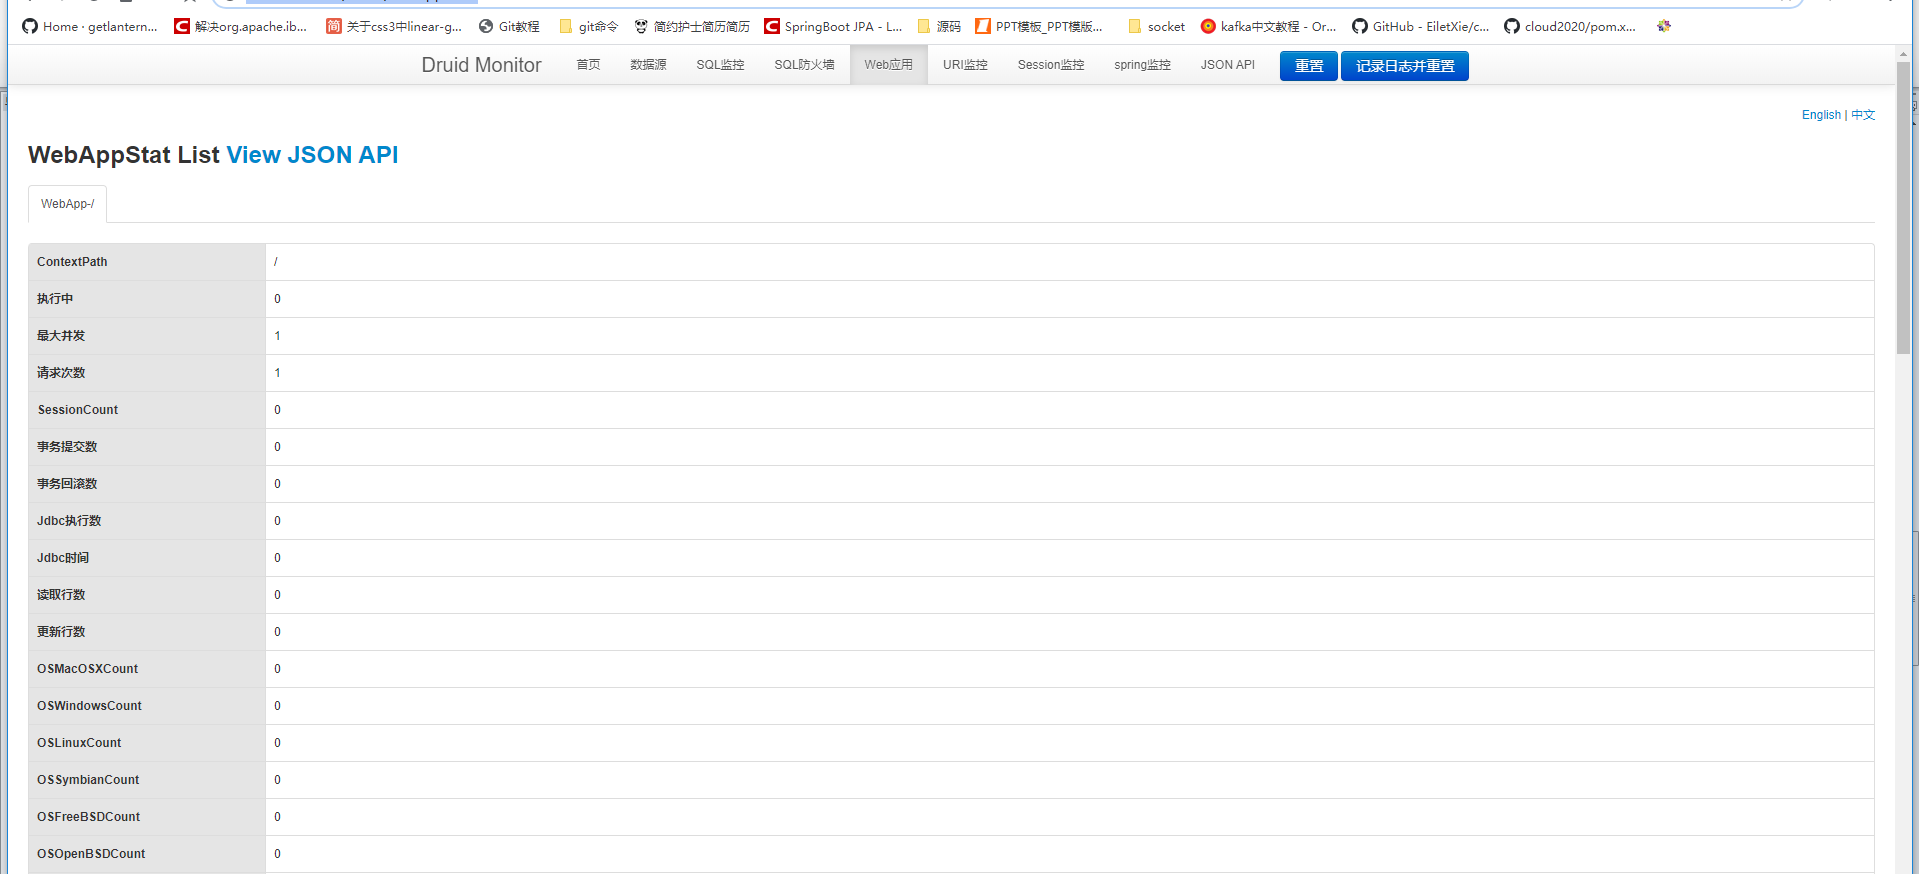 Home · getlantern... 解决org.apache.ib... 简 关于css3中linear-g... Git教程 git命令 简约护士简历简历 SpringBoot JPA - L... 源码 PPT模板_PPT模版... socket kafka中文教程 - Or... GitHub - EiletXie/c... cloud2020/pom.x...
Druid Monitor 首页 数据源 SQL监控 SQL防火墙 Web应用 URI监控 Session监控 spring监控 JSON API 重置 记录日志并重置
English | 中文
WebAppStat List View JSON API
WebApp-/
ContextPath /
执行中 0
最大并发 1
请求次数 1
SessionCount 0
事务提交数 0
事务回滚数 0
Jdbc执行数 0
Jdbc时间 0
读取行数 0
更新行数 0
OSMacOSXCount 0
OSWindowsCount 0
OSLinuxCount 0
OSSymbianCount 0
OSFreeBSDCount 0
OSOpenBSDCount 0